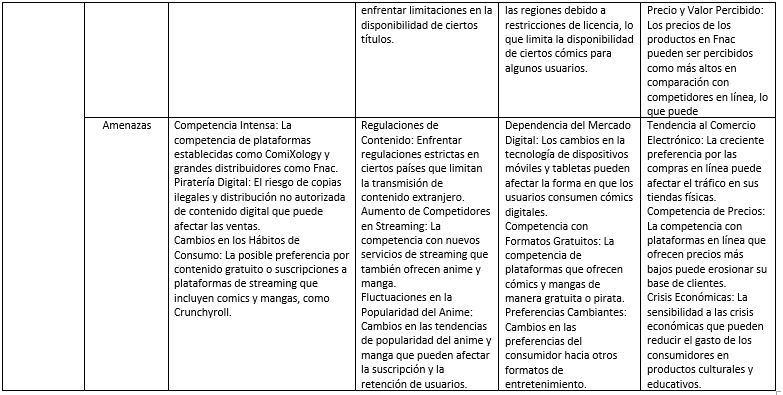 enfrentar limitaciones en la
disponibilidad de ciertos
títulos.
las regiones debido a
restricciones de licencia, lo
que limita la disponibilidad
de ciertos cómics para
algunos usuarios.
Precio y Valor Percibido:
Los precios de los
productos en Fnac
pueden ser percibidos
como más altos en
comparación con
competidores en línea, lo
que puede
Amenazas
Competencia Intensa: La
competencia de plataformas
establecidas como ComiXology y
grandes distribuidores como Fnac.
Piratería Digital: El riesgo de copias
ilegales y distribución no autorizada
de contenido digital que puede
afectar las ventas.
Cambios en los Hábitos de
Consumo: La posible preferencia por
contenido gratuito o suscripciones a
plataformas de streaming que
incluyen comics y mangas, como
Crunchyroll.
Regulaciones de
Contenido: Enfrentar
regulaciones estrictas en
ciertos países que limitan
la transmisión de
contenido extranjero.
Aumento de Competidores
en Streaming: La
competencia con nuevos
servicios de streaming que
también ofrecen anime y
manga.
Fluctuaciones en la
Popularidad del Anime:
Cambios en las tendencias
de popularidad del anime y
manga que pueden afectar
la suscripción y la
retención de usuarios.
Dependencia del Mercado
Digital: Los cambios en la
tecnología de dispositivos
móviles y tabletas pueden
afectar la forma en que los
usuarios consumen cómics
digitales.
Competencia con
Formatos Gratuitos: La
competencia de
plataformas que ofrecen
cómics y mangas de
manera gratuita o pirata.
Preferencias Cambiantes:
Cambios en las
preferencias del
consumidor hacia otros
formatos de
entretenimiento.
Tendencia al Comercio
Electrónico: La creciente
preferencia por las
compras en línea puede
afectar el tráfico en sus
tiendas físicas.
Competencia de Precios:
La competencia con
plataformas en línea que
ofrecen precios más
bajos puede erosionar su
base de clientes.
Crisis Económicas: La
sensibilidad a las crisis
económicas que pueden
reducir el gasto de los
consumidores en
productos culturales y
educativos.